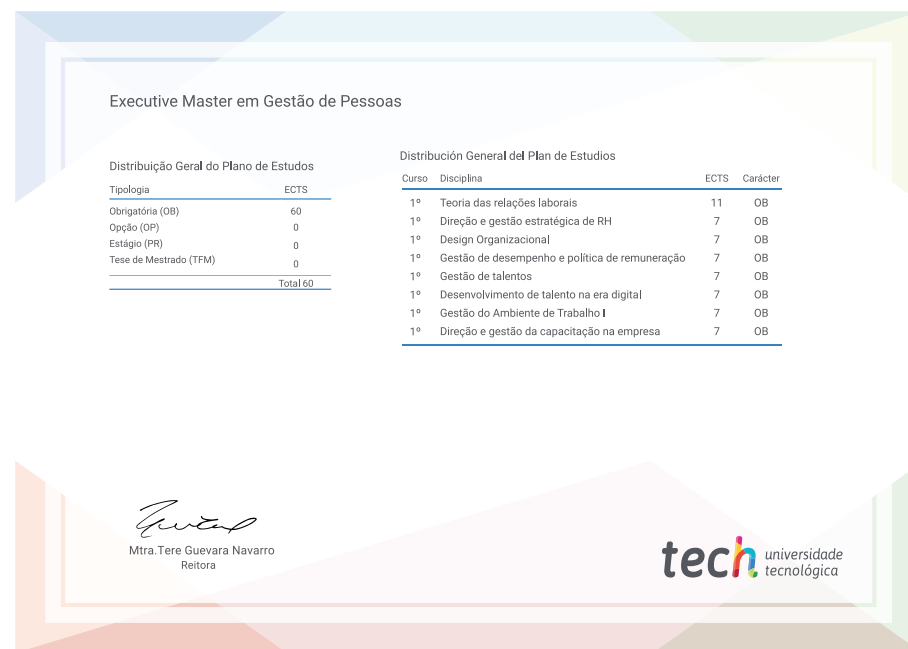 Executive Master em Gestão de Pessoas
Distribuição Geral do Plano de Estudos
Tipologia ECTS
Obrigatória (OB) 60
Opção (OP) 0
Estágio (PR) 0
Tese de Mestrado (TFM) 0
Total 60
Distribución General del Plan de Estudios
Curso Disciplina ECTS Carácter
1º Teoria das relações laborais 11 OB
1º Direção e gestão estratégica de RH 7 OB
1º Design Organizacional 7 OB
1º Gestão de desempenho e política de remuneração 7 OB
1º Gestão de talentos 7 OB
1º Desenvolvimento de talento na era digital 7 OB
1º Gestão do Ambiente de Trabalho I 7 OB
1º Direção e gestão da capacitação na empresa 7 OB
Mtra.Tere Guevara Navarro
Reitora
tech universidade
tecnológica